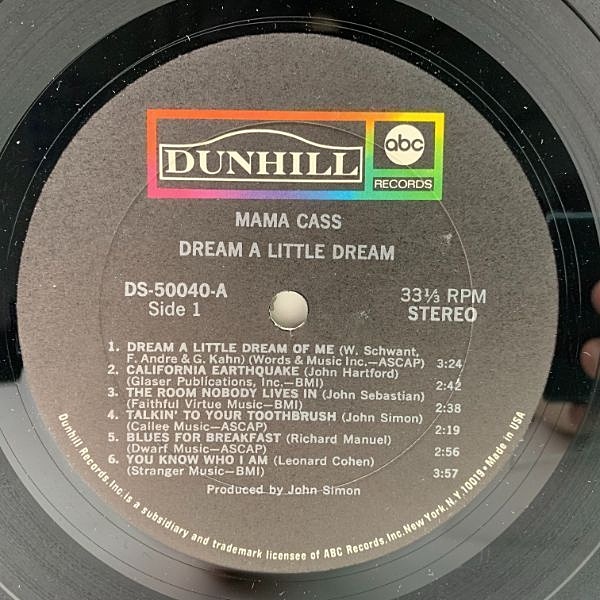 DUNHILL
abc
RECORDS
MAMA CASS
DREAM A LITTLE DREAM
DS-50040-A
Side 1
33⅓ RPM
STEREO
1. DREAM A LITTLE DREAM OF ME (W. Schwant,
F. Andre & G. Kahn) (Words & Music Inc.—ASCAP) 3:24
2. CALIFORNIA EARTHQUAKE (John Hartford)
(Glaser Publications, Inc.—BMI) 2:42
3. THE ROOM NOBODY LIVES IN (John Sebastian)
(Faithful Virtue Music—BMI) 2:38
4. TALKIN' TO YOUR TOOTHBRUSH (John Simon)
(Callee Music—ASCAP) 2:19
5. BLUES FOR BREAKFAST (Richard Manuel)
(Dwarf Music—ASCAP) 2:56
6. YOU KNOW WHO I AM (Leonard Cohen)
(Stranger Music—BMI) 3:57
Produced by John Simon
Dunhill Records, Inc. is a subsidiary and trademark licensee of ABC Records, Inc. New York, N.Y. 10019 • Made in USA